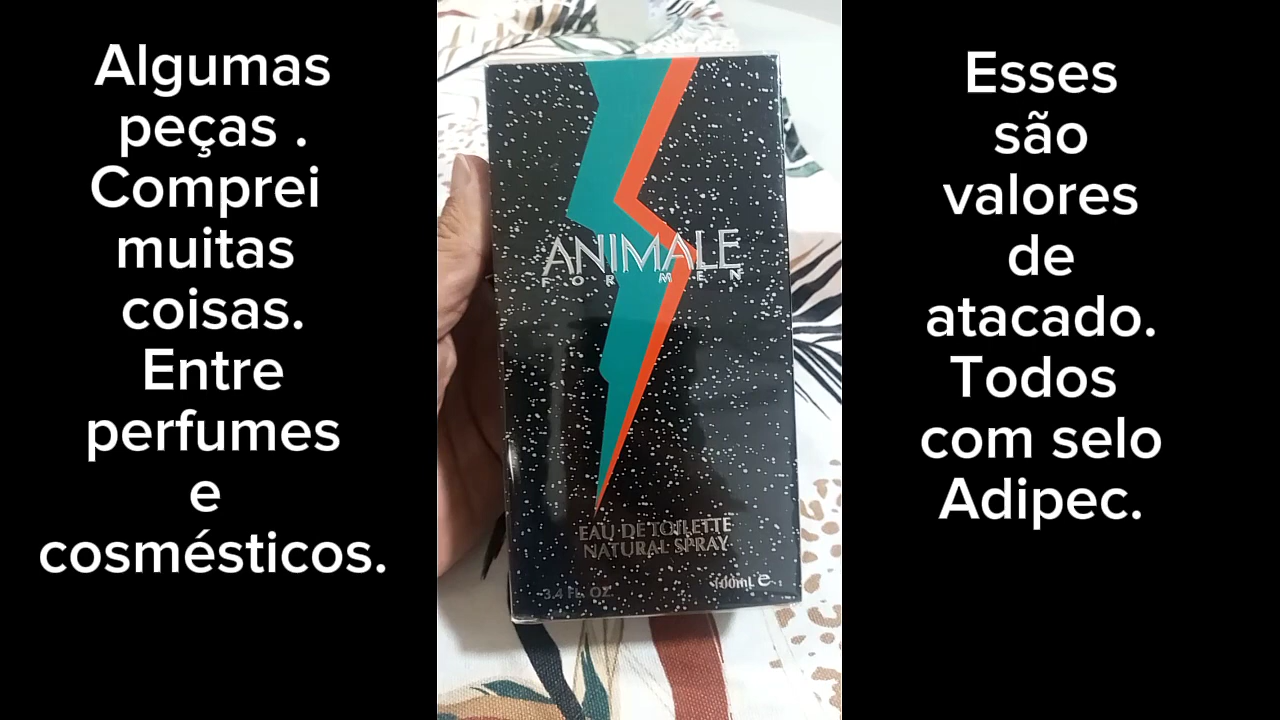 Algumas
peças .
Comprei
muitas
coisas.
Entre
perfumes
e
cosmésticos.
ANIMALE
FOR MEN
EAU DE TOILETTE
NATURAL SPRAY
100mL e
3.4 FL. OZ.
Esses
são
valores
de
atacado.
Todos
com selo
Adipec.